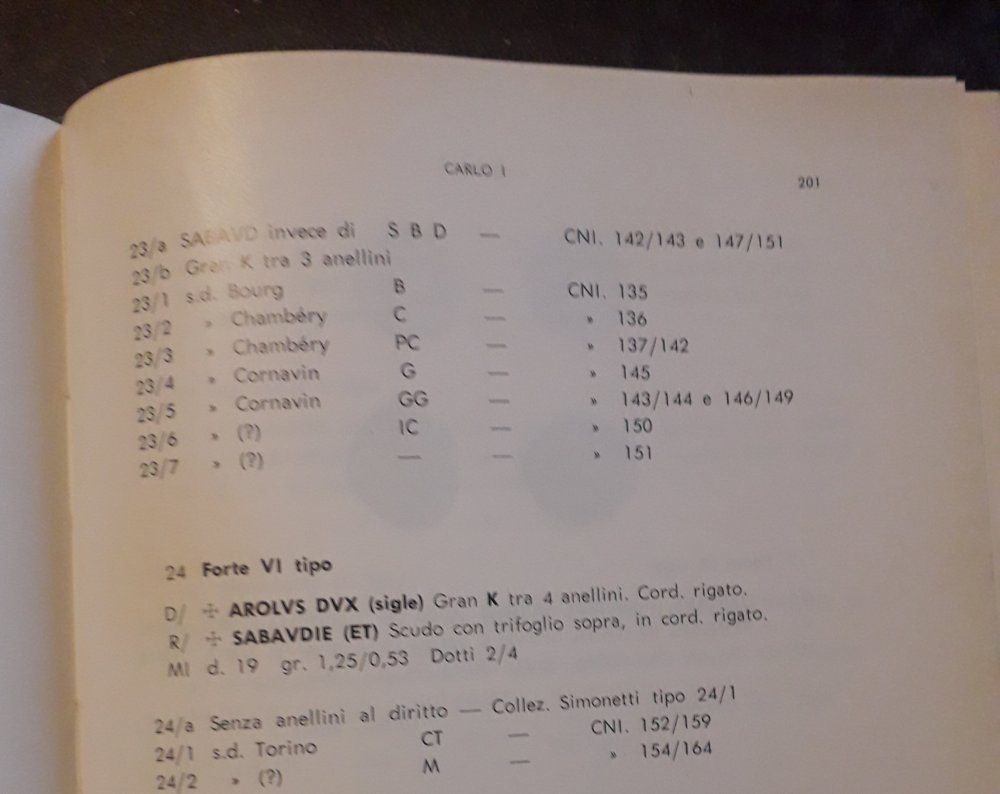 CARLO I
201
23/a SABAVD invece di S B D — CNI. 142/143 e 147/151
23/b Gran K tra 3 anellini
23/1 s.d. Bourg B — CNI. 135
23/2 » Chambéry C — » 136
23/3 » Chambéry PC — » 137/142
23/4 » Cornavin G — » 145
23/5 » Cornavin GG — » 143/144 e 146/149
23/6 » (?) IC — » 150
23/7 » (?) — — » 151
24 Forte VI tipo
D/ ☩ AROLVS DVX (sigle) Gran K tra 4 anellini. Cord. rigato.
R/ ☩ SABAVDIE (ET) Scudo con trifoglio sopra, in cord. rigato.
MI d. 19 gr. 1,25/0,53 Dotti 2/4
24/a Senza anellini al diritto — Collez. Simonetti tipo 24/1
24/1 s.d. Torino CT — CNI. 152/159
24/2 » (?) M — » 154/164